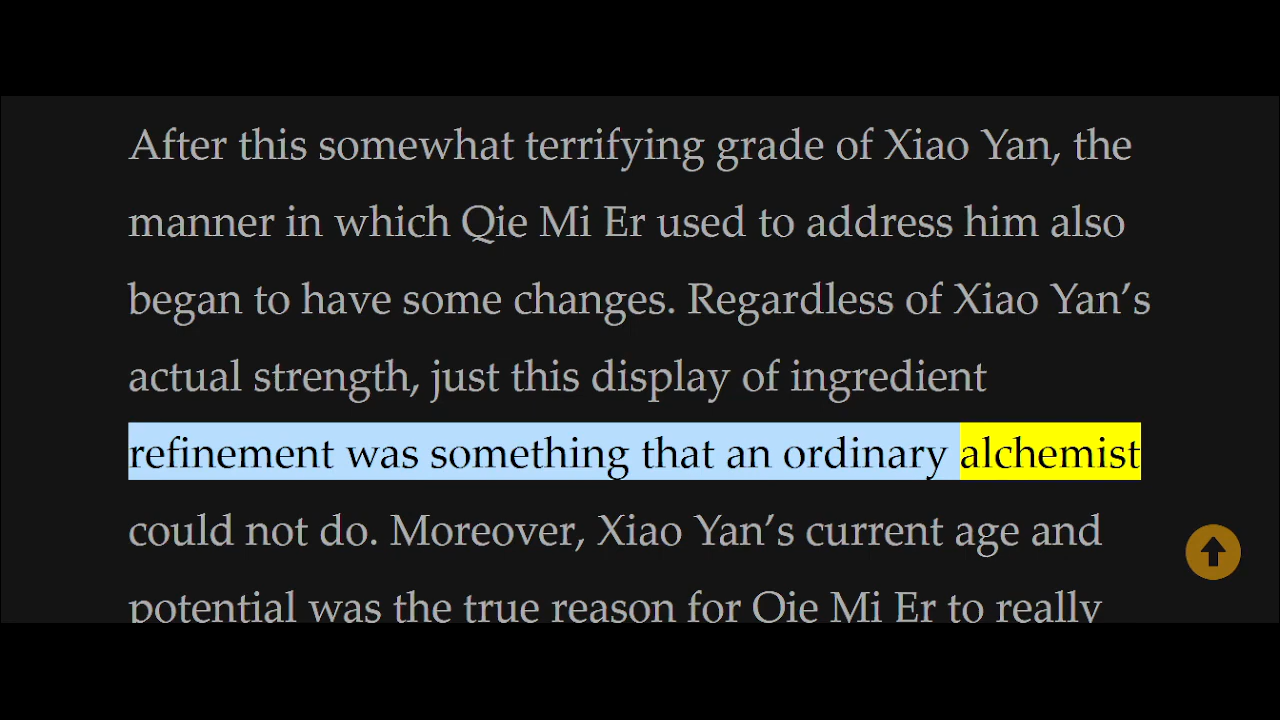 After this somewhat terrifying grade of Xiao Yan, the
manner in which Qie Mi Er used to address him also
began to have some changes. Regardless of Xiao Yan’s
actual strength, just this display of ingredient
refinement was something that an ordinary alchemist
could not do. Moreover, Xiao Yan’s current age and
potential was the true reason for Qie Mi Er to really